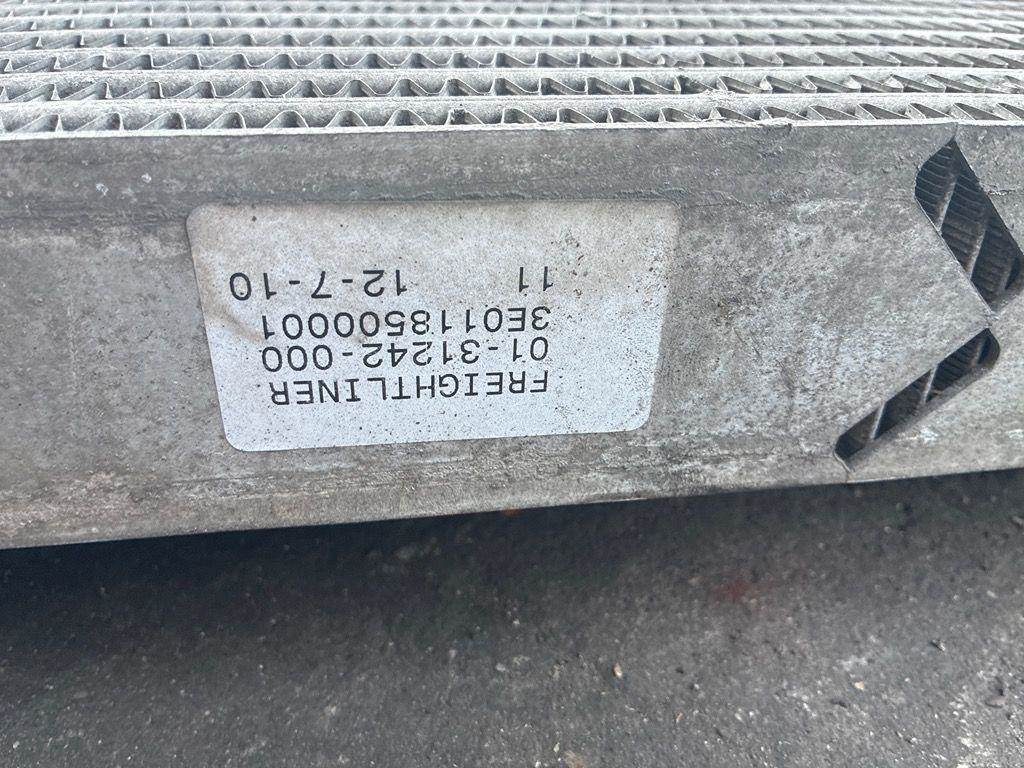 FREIGHTLINER
01-31242-000
3E0118500001
11 12-7-10